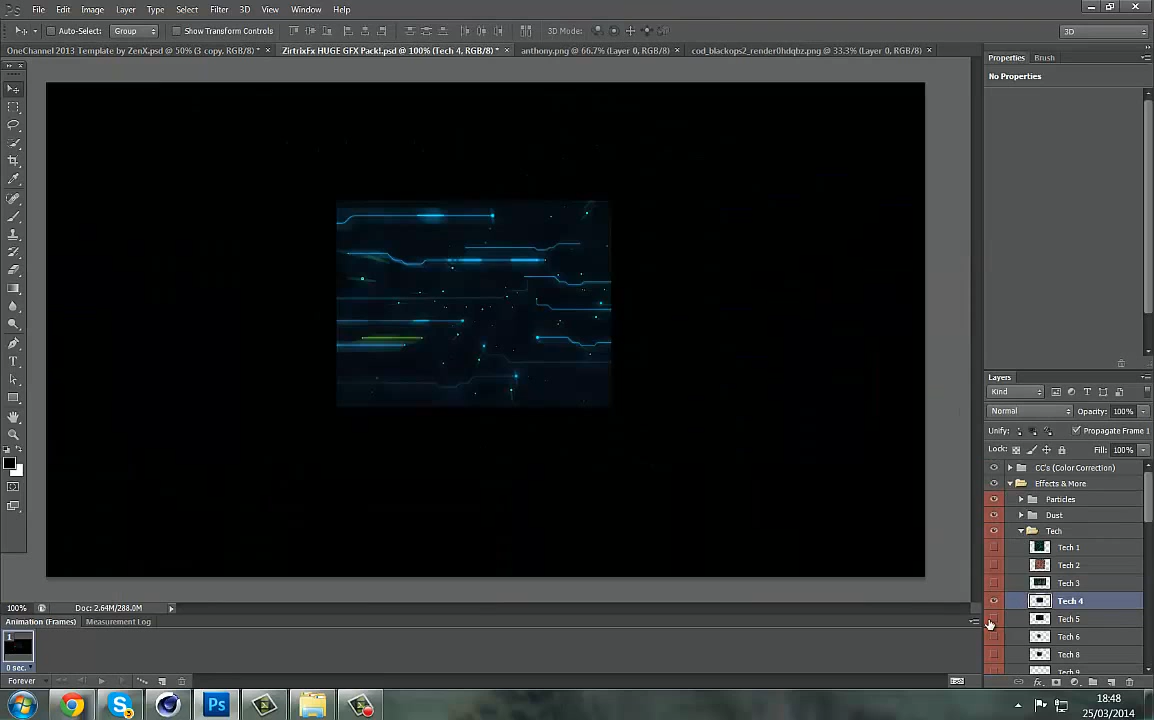 Ps File Edit Image Layer Type Select Filter 3D View Window Help
Auto-Select: Group Show Transform Controls 3D Mode: 3D
OneChannel 2013 Template by ZenX.psd @ 50% (3 copy, RGB/8) * × ZirtrixFx HUGE GFX Pack!.psd @ 100% (Tech 4, RGB/8) * × anthony.png @ 66.7% (Layer 0, RGB/8) × cod_blackops2_render0hdqbz.png @ 33.3% (Layer 0, RGB/8) ×
Properties Brush
No Properties
Layers
Kind
Normal Opacity: 100%
Unify: Propagate Frame 1
Lock: Fill: 100%
CC's (Color Correction)
Effects & More
Particles
Dust
Tech
Tech 1
Tech 2
Tech 3
Tech 4
Tech 5
Tech 6
Tech 8
Tech 9
100% Doc: 2.64M/288.0M
Animation (Frames) Measurement Log
1
0 sec.
Forever
fx
Ps
18:48
25/03/2014